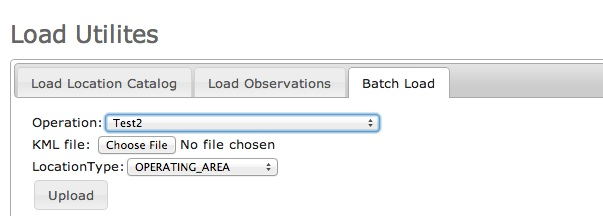 Load Utilites
Load Location Catalog Load Observations Batch Load
Operation: Test2
KML file: Choose File No file chosen
LocationType: OPERATING_AREA
Upload